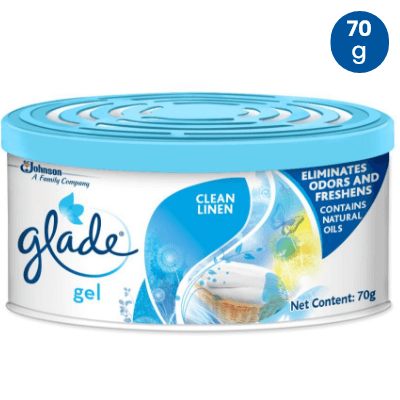 70
g
SC Johnson
A Family Company
glade
gel
CLEAN
LINEN
ELIMINATES
ODORS AND
FRESHENS
CONTAINS
NATURAL
OILS
Net Content: 70g